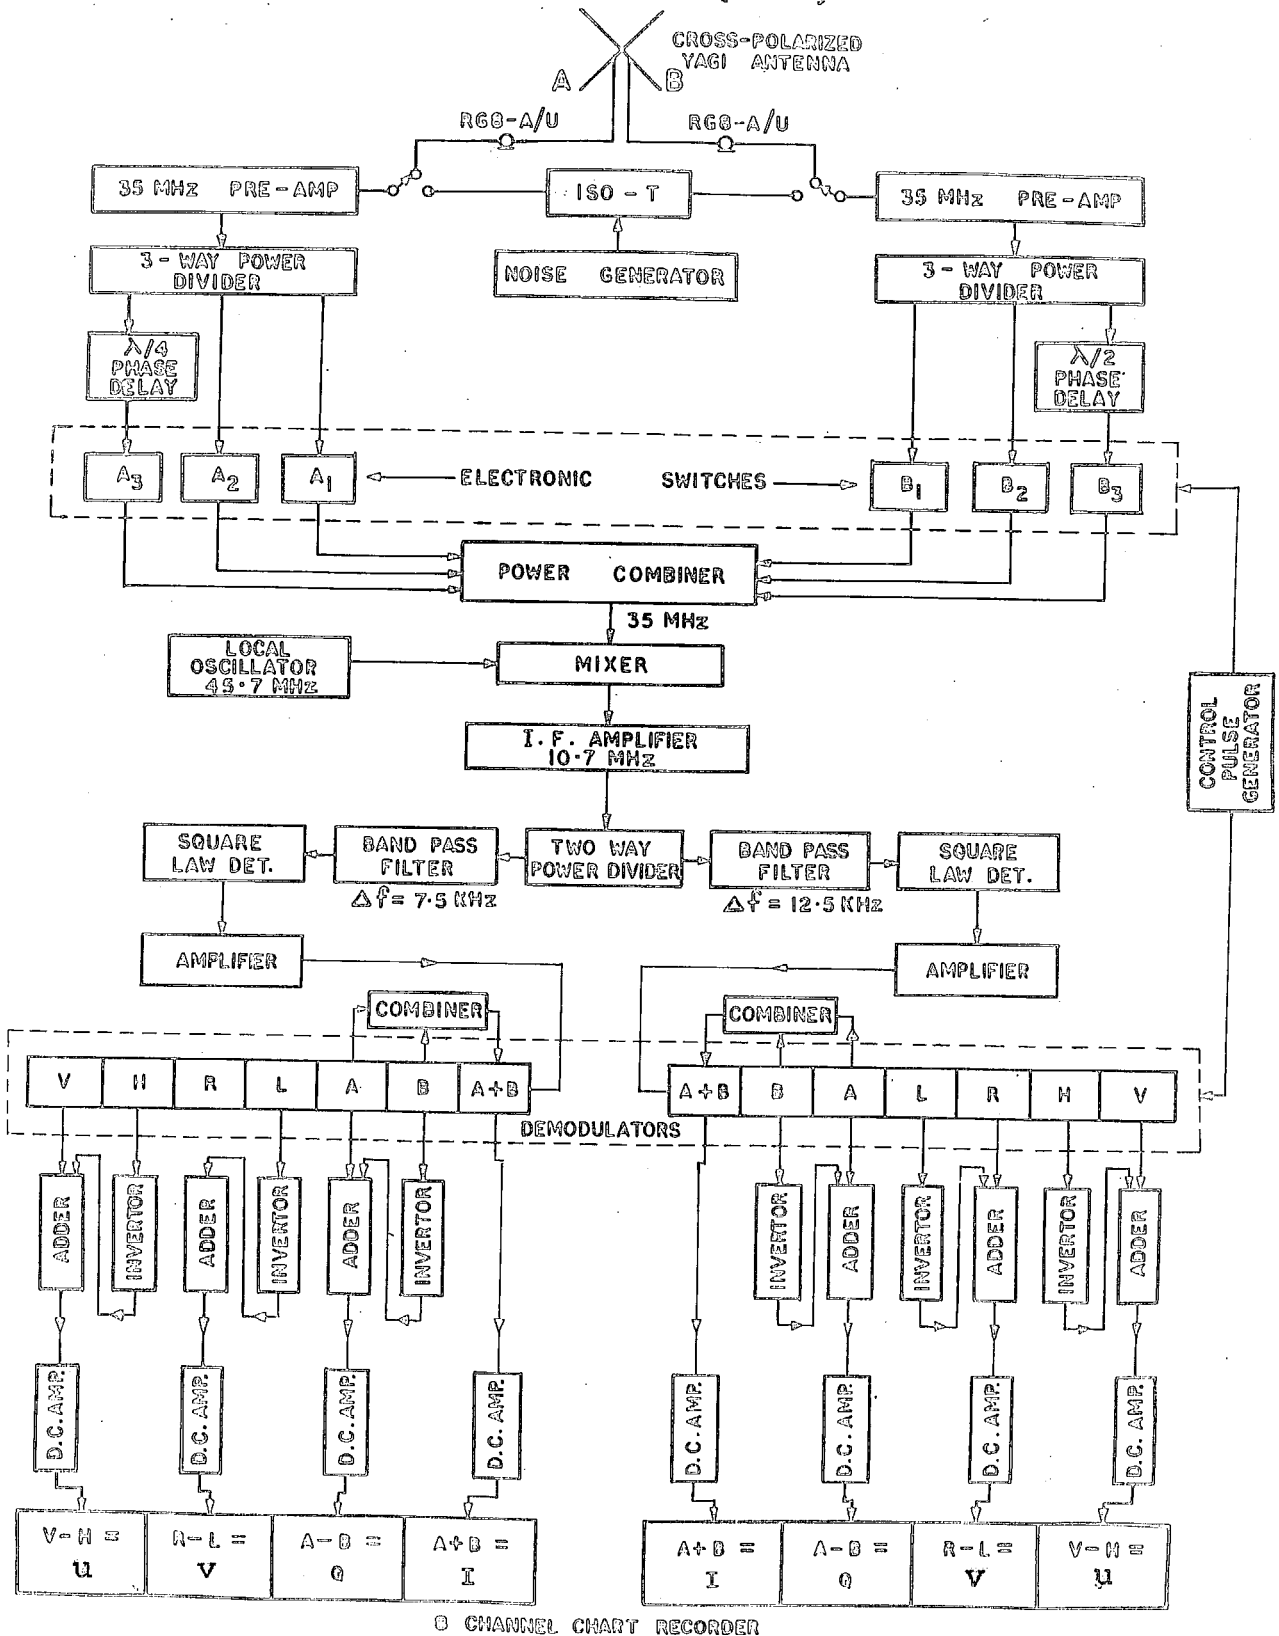 CROSS-POLARIZED
YAGI ANTENNA
A
B
RG8-A/U
RG8-A/U
35 MHz PRE-AMP
ISO-T
35 MHz PRE-AMP
3-WAY POWER
DIVIDER
NOISE GENERATOR
3-WAY POWER
DIVIDER
λ/4
PHASE
DELAY
λ/2
PHASE
DELAY
A3
A2
A1
ELECTRONIC SWITCHES
B1
B2
B3
POWER COMBINER
35 MHz
LOCAL
OSCILLATOR
45·7 MHz
MIXER
I.F. AMPLIFIER
10·7 MHz
CONTROL
PULSE
GENERATOR
SQUARE
LAW DET.
BAND PASS
FILTER
Δf = 7·5 KHz
TWO WAY
POWER DIVIDER
BAND PASS
FILTER
Δf = 12·5 KHz
SQUARE
LAW DET.
AMPLIFIER
AMPLIFIER
COMBINER
COMBINER
V
H
R
L
A
B
A+B
A+B
B
A
L
R
H
V
DEMODULATORS
ADDER
INVERTOR
ADDER
INVERTOR
ADDER
INVERTOR
INVERTOR
ADDER
INVERTOR
ADDER
INVERTOR
ADDER
D.C. AMP.
D.C. AMP.
D.C. AMP.
D.C. AMP.
D.C. AMP.
D.C. AMP.
D.C. AMP.
D.C. AMP.
V-H =
U
R-L =
V
A-B =
Q
A+B =
I
A+B =
I
A-B =
Q
R-L =
V
V-H =
U
8 CHANNEL CHART RECORDER